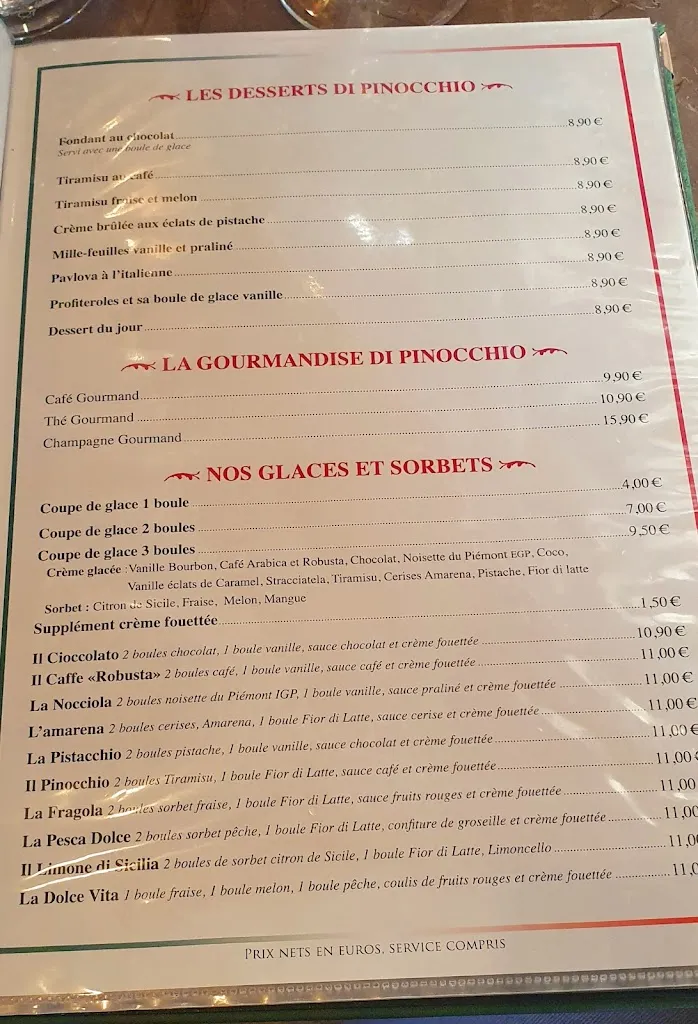 LES DESSERTS DI PINOCCHIO
Fondant au chocolat 8,90 €
Servi avec une boule de glace
Tiramisu au café 8,90 €
Tiramisu fraise et melon 8,90 €
Crème brûlée aux éclats de pistache 8,90 €
Mille-feuilles vanille et praliné 8,90 €
Pavlova à l'italienne 8,90 €
Profiteroles et sa boule de glace vanille 8,90 €
Dessert du jour 8,90 €
LA GOURMANDISE DI PINOCCHIO
Café Gourmand 9,90 €
Thé Gourmand 10,90 €
Champagne Gourmand 15,90 €
NOS GLACES ET SORBETS
Coupe de glace 1 boule 4,00 €
Coupe de glace 2 boules 7,00 €
Coupe de glace 3 boules 9,50 €
Crème glacée : Vanille Bourbon, Café Arabica et Robusta, Chocolat, Noisette du Piémont EGP, Coco,
Vanille éclats de Caramel, Stracciatela, Tiramisu, Cerises Amarena, Pistache, Fior di latte
Sorbet : Citron de Sicile, Fraise, Melon, Mangue
Supplément crème fouettée 1,50 €
Il Cioccolato 2 boules chocolat, 1 boule vanille, sauce chocolat et crème fouettée 10,90 €
Il Caffe «Robusta» 2 boules café, 1 boule vanille, sauce café et crème fouettée 11,00 €
La Nocciola 2 boules noisette du Piémont IGP, 1 boule vanille, sauce praliné et crème fouettée 11,00 €
L'amarena 2 boules cerises, Amarena, 1 boule Fior di Latte, sauce cerise et crème fouettée 11,00 €
La Pistacchio 2 boules pistache, 1 boule vanille, sauce chocolat et crème fouettée 11,00 €
Il Pinocchio 2 boules Tiramisu, 1 boule Fior di Latte, sauce café et crème fouettée 11,00 €
La Fragola 2 boules sorbet fraise, 1 boule Fior di Latte, sauce fruits rouges et crème fouettée 11,00
La Pesca Dolce 2 boules sorbet pêche, 1 boule Fior di Latte, confiture de groseille et crème fouettée 11,00
Il Limone di Sicilia 2 boules de sorbet citron de Sicile, 1 boule Fior di Latte, Limoncello 11,0
La Dolce Vita 1 boule fraise, 1 boule melon, 1 boule pêche, coulis de fruits rouges et crème fouettée 11,0
PRIX NETS EN EUROS, SERVICE COMPRIS